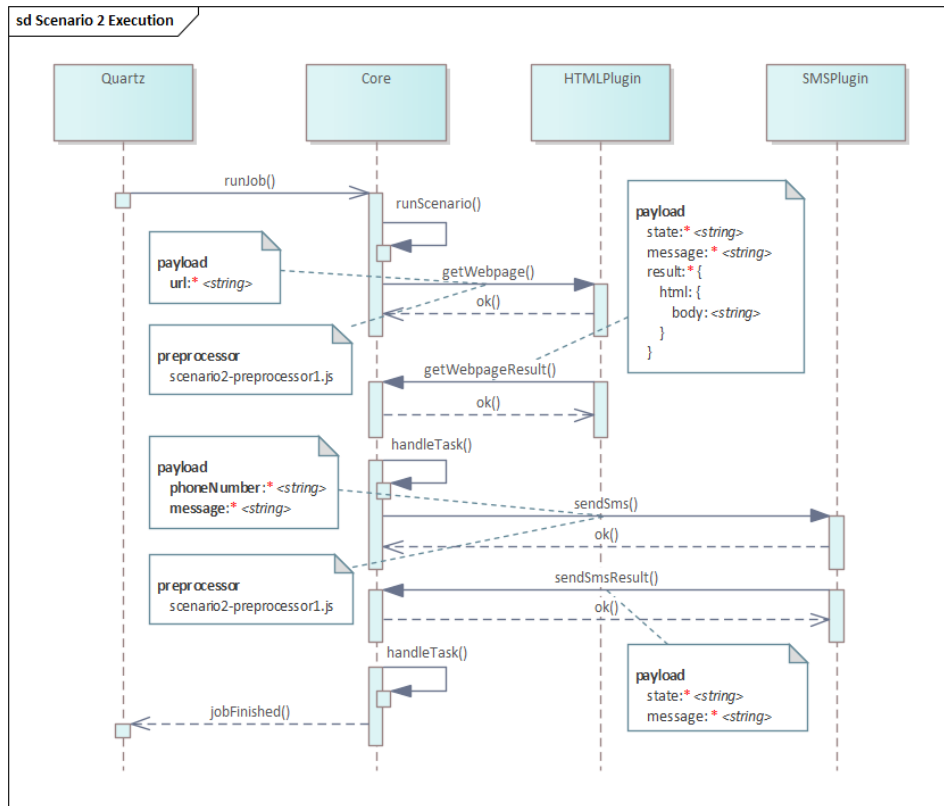 sd Scenario 2 Execution
Quartz
Core
HTMLPlugin
SMSPlugin
runJob()
runScenario()
payload
url:* <string>
getWebpage()
ok()
payload
state:* <string>
message: * <string>
result:* {
html: {
body: <string>
}
}
preprocessor
scenario2-preprocessor1.js
getWebpageResult()
ok()
handleTask()
payload
phoneNumber:* <string>
message:* <string>
sendSms()
ok()
preprocessor
scenario2-preprocessor1.js
sendSmsResult()
ok()
handleTask()
payload
state:* <string>
message: * <string>
jobFinished()